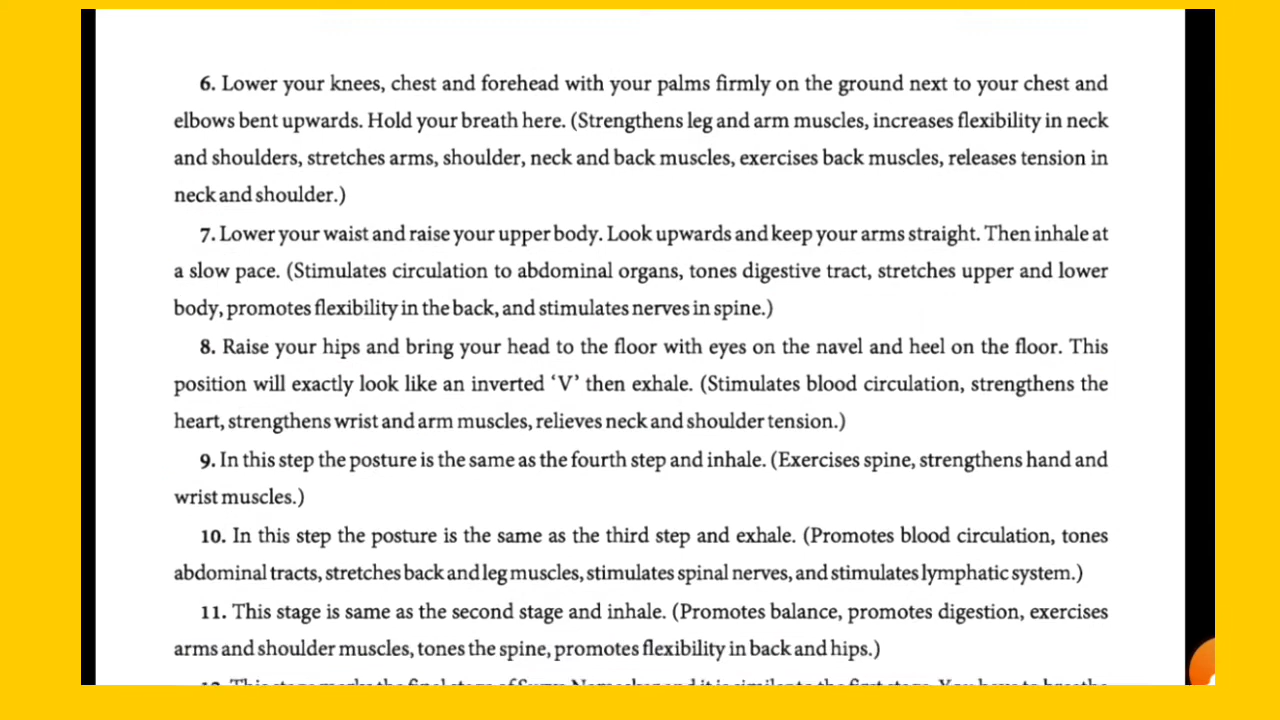 6. Lower your knees, chest and forehead with your palms firmly on the ground next to your chest and
elbows bent upwards. Hold your breath here. (Strengthens leg and arm muscles, increases flexibility in neck
and shoulders, stretches arms, shoulder, neck and back muscles, exercises back muscles, releases tension in
neck and shoulder.)
7. Lower your waist and raise your upper body. Look upwards and keep your arms straight. Then inhale at
a slow pace. (Stimulates circulation to abdominal organs, tones digestive tract, stretches upper and lower
body, promotes flexibility in the back, and stimulates nerves in spine.)
8. Raise your hips and bring your head to the floor with eyes on the navel and heel on the floor. This
position will exactly look like an inverted ‘V’ then exhale. (Stimulates blood circulation, strengthens the
heart, strengthens wrist and arm muscles, relieves neck and shoulder tension.)
9. In this step the posture is the same as the fourth step and inhale. (Exercises spine, strengthens hand and
wrist muscles.)
10. In this step the posture is the same as the third step and exhale. (Promotes blood circulation, tones
abdominal tracts, stretches back and leg muscles, stimulates spinal nerves, and stimulates lymphatic system.)
11. This stage is same as the second stage and inhale. (Promotes balance, promotes digestion, exercises
arms and shoulder muscles, tones the spine, promotes flexibility in back and hips.)